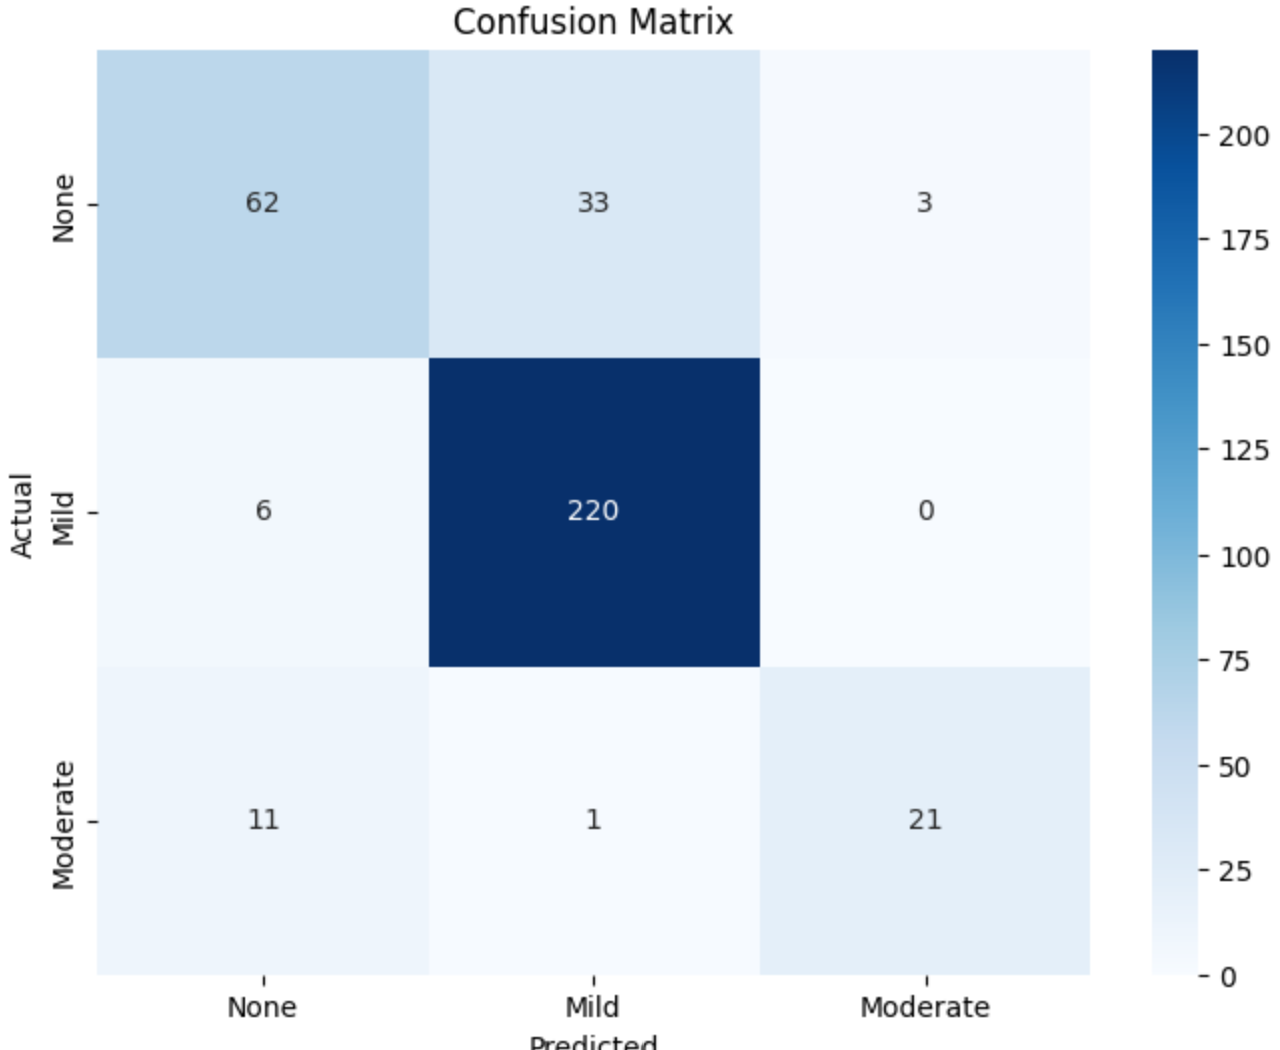 Confusion Matrix
None
62
33
3
Actual
Mild
6
220
0
Moderate
11
1
21
None
Mild
Moderate
Predicted
200
175
150
125
100
75
50
25
0